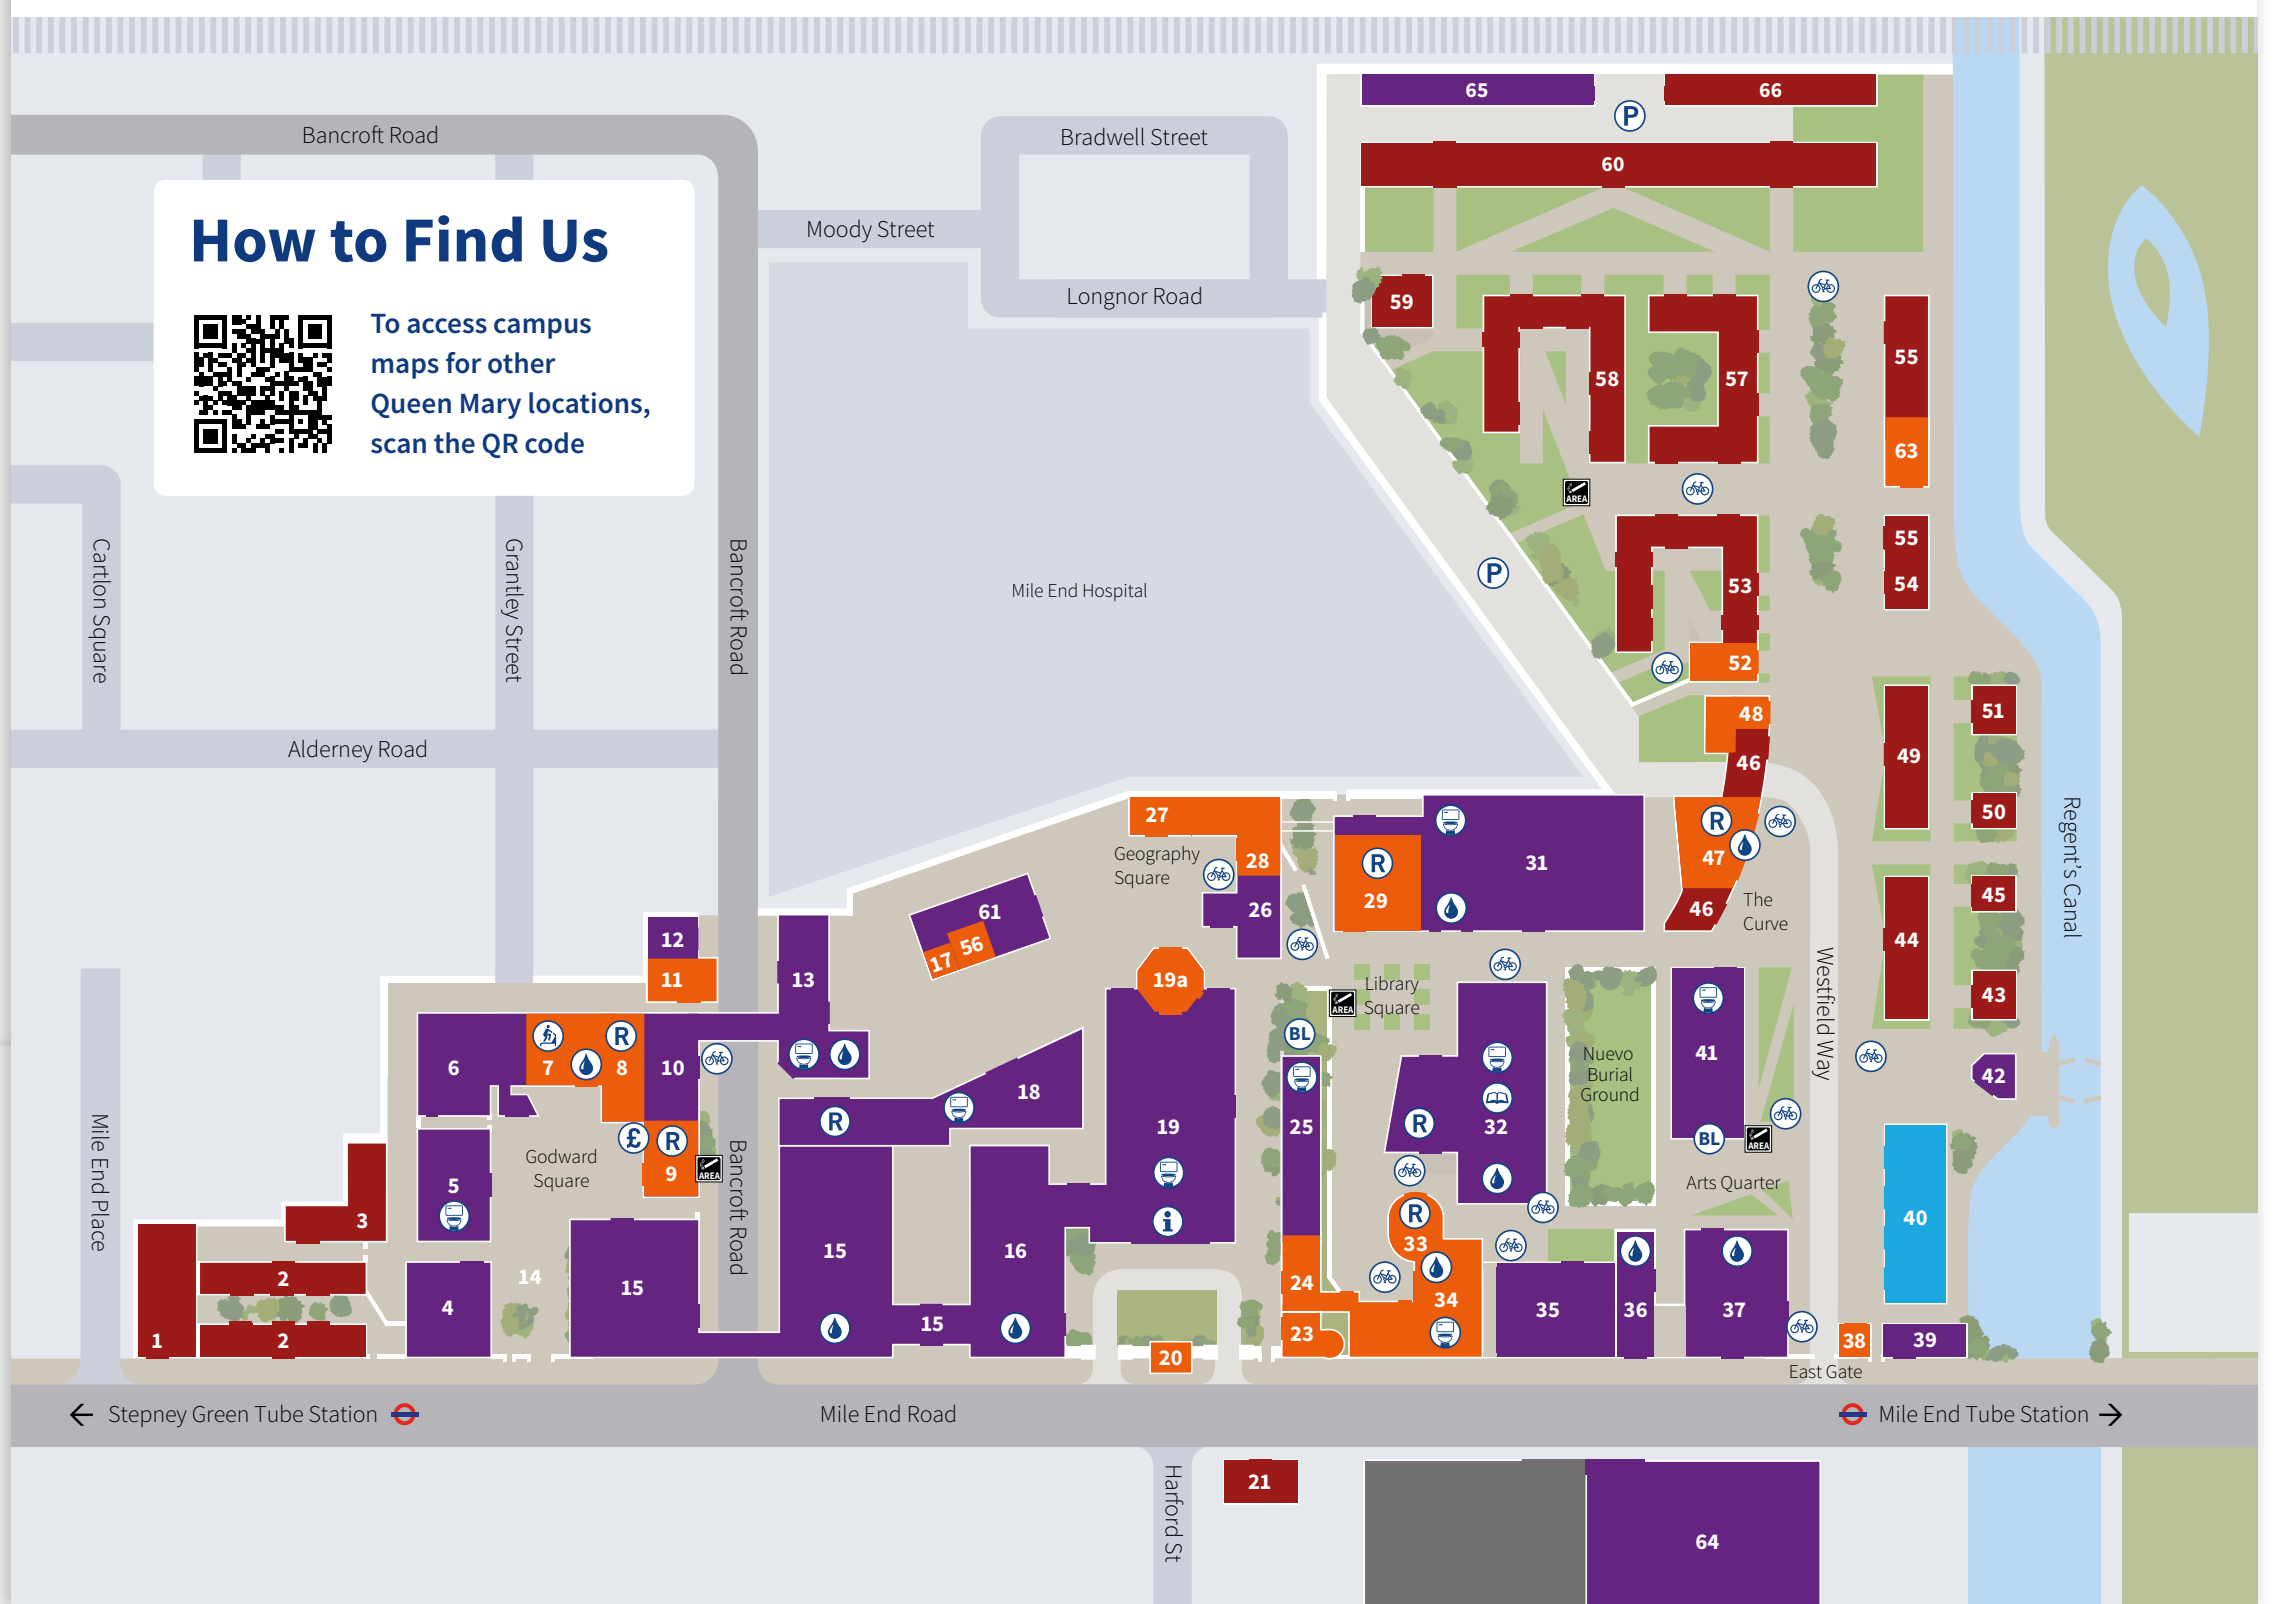 65
66
P
Bancroft Road
Bradwell Street
60
How to Find Us
To access campus
maps for other
Queen Mary locations,
scan the QR code
Moody Street
Longnor Road
59
58
57
55
63
AREA
P
55
54
53
52
Cartlon Square
Grantley Street
Bancroft Road
Mile End Hospital
Alderney Road
48
46
49
51
50
Regent's Canal
27
Geography
Square
28
26
R
29
31
R
47
46
The
Curve
45
44
43
42
12
11
13
61
56
17
19a
Library
Square
AREA
BL
Nuevo
Burial
Ground
41
Westfield Way
BL
AREA
Arts Quarter
6
7
R
8
10
R
18
19
i
25
R
32
£
R
9
AREA
Godward
Square
Bancroft Road
Mile End Place
5
3
2
2
1
4
14
15
15
15
16
R
33
24
23
34
35
36
37
40
20
38
39
East Gate
Stepney Green Tube Station
Mile End Road
Mile End Tube Station
Harford St
21
64